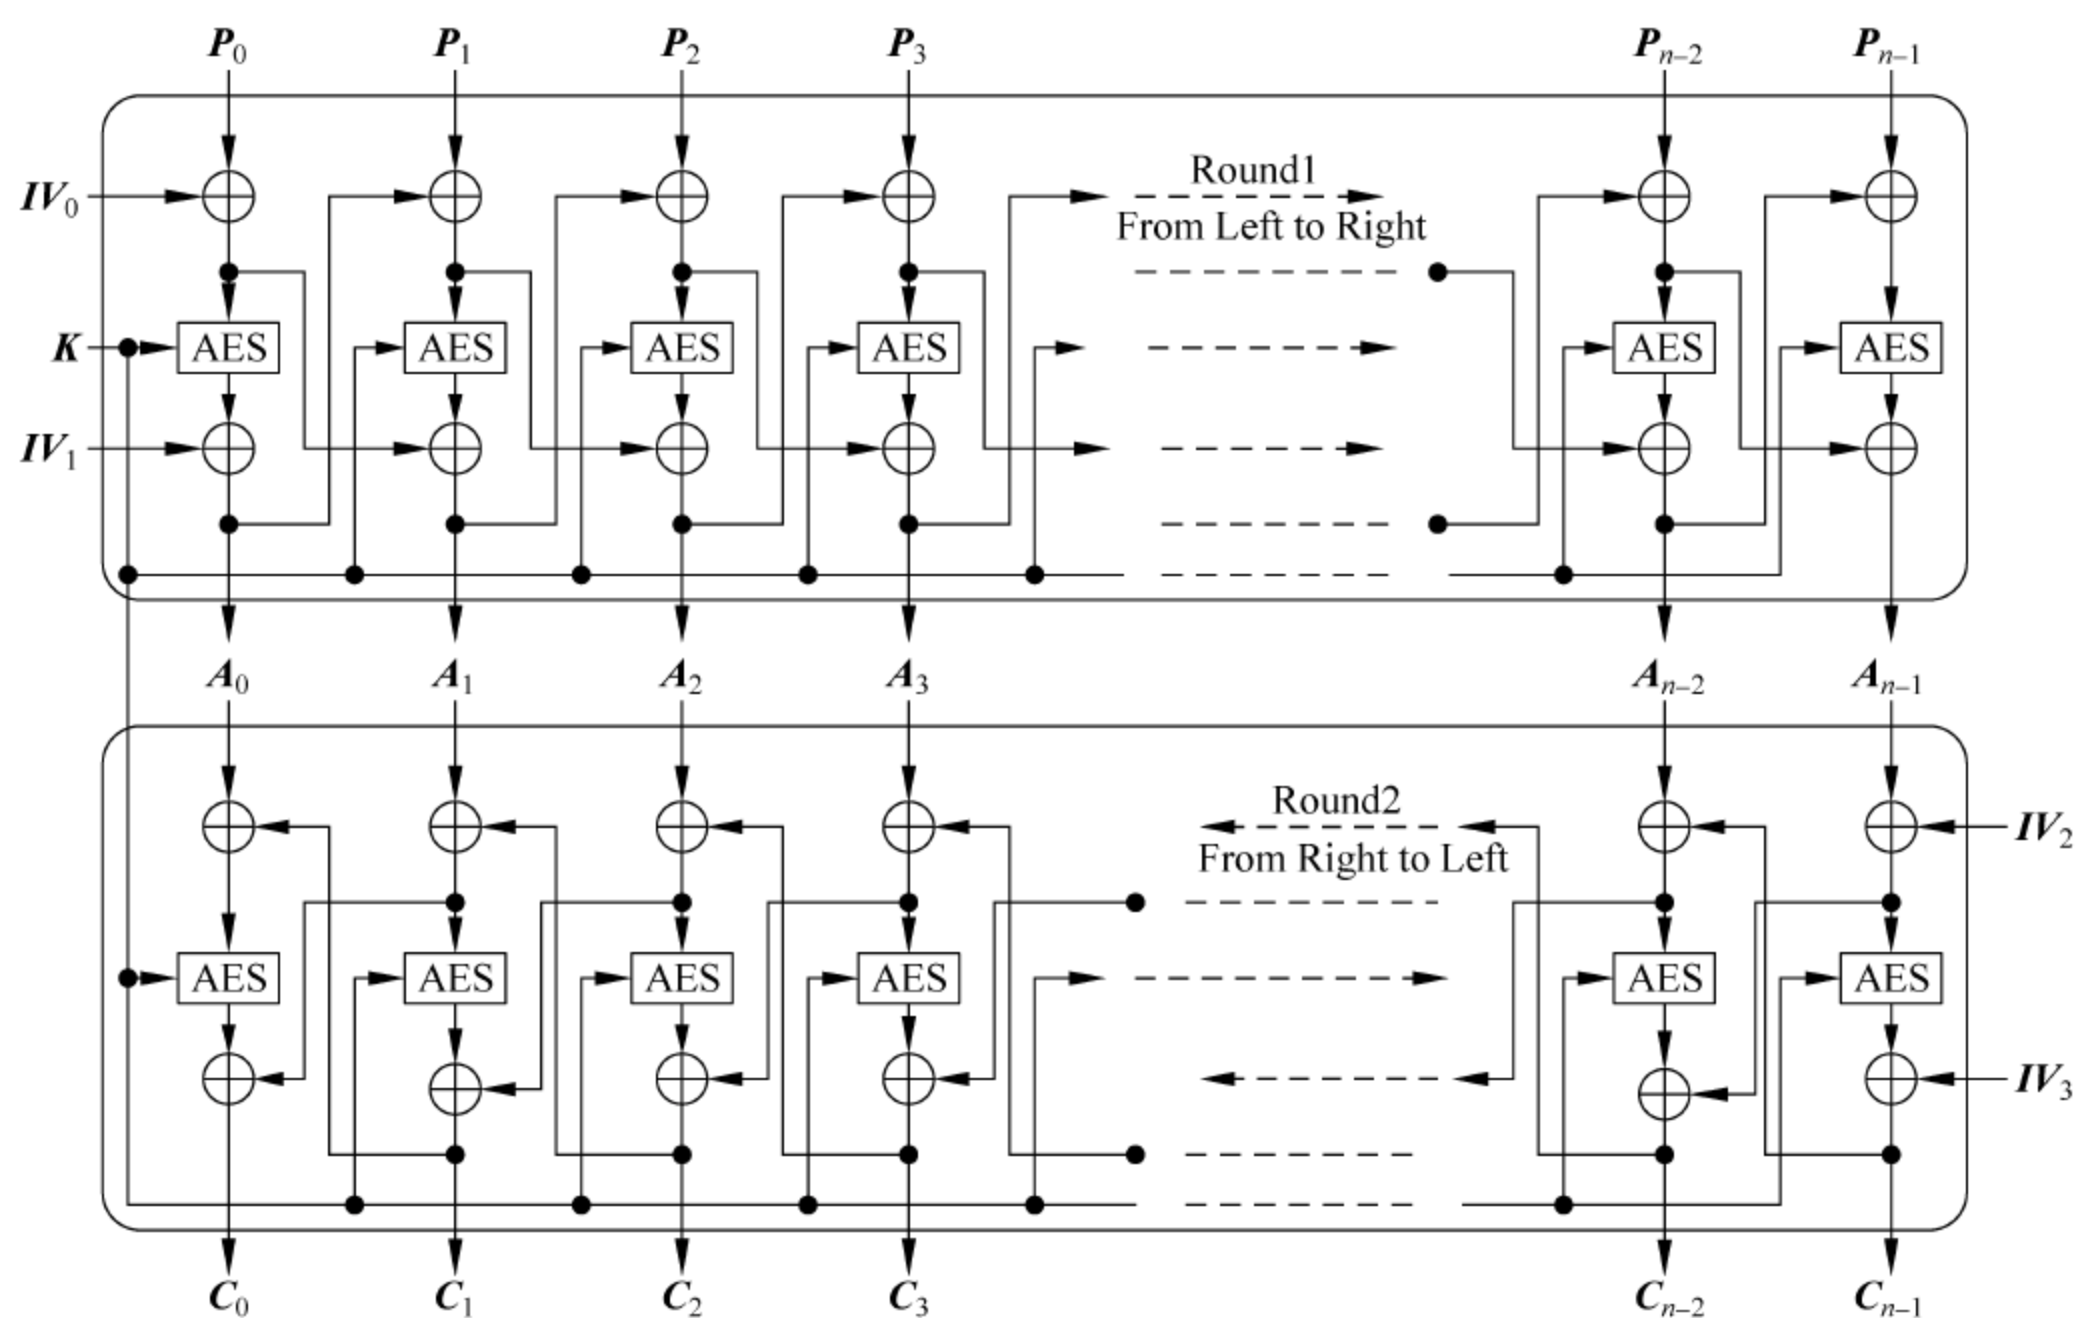 P0 P1 P2 P3 Pn–2 Pn–1
Round1
IV0
From Left to Right
K AES AES AES AES AES AES
IV1
A0 A1 A2 A3 An–2 An–1
Round2
IV2
From Right to Left
AES AES AES AES AES AES
IV3
C0 C1 C2 C3 Cn–2 Cn–1